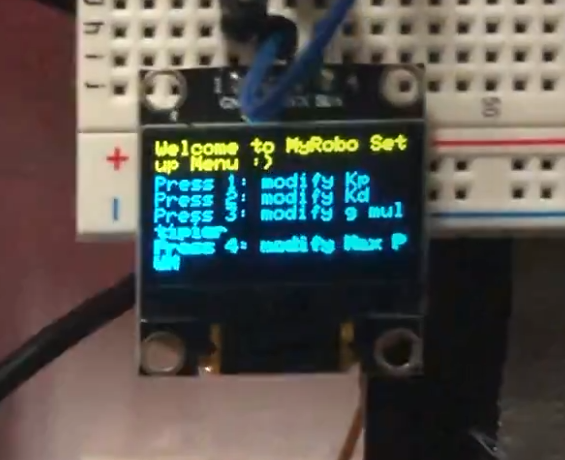 Welcome to MyRobo Set
up Menu :)
Press 1: modify Kp
Press 2: modify Kd
Press 3: modify g mul
tiplier
Press 4: modify Max P
WM
+
50